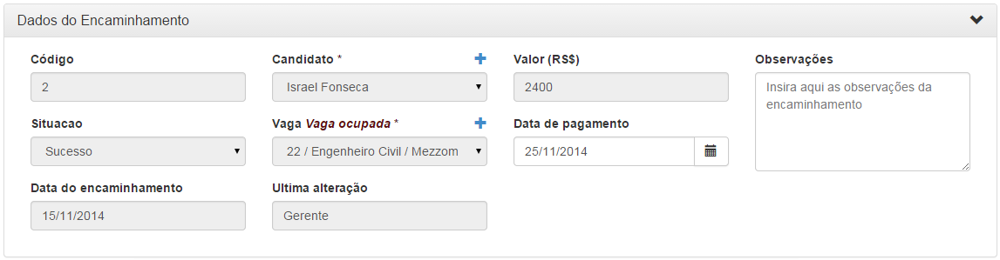 Dados do Encaminhamento
Código
Candidato *
Valor (RS$)
Observações
2
Israel Fonseca
2400
Insira aqui as observações da
encaminhamento
Situacao
Vaga Vaga ocupada *
Data de pagamento
Sucesso
22 / Engenheiro Civil / Mezzom
25/11/2014
Data do encaminhamento
Ultima alteração
15/11/2014
Gerente